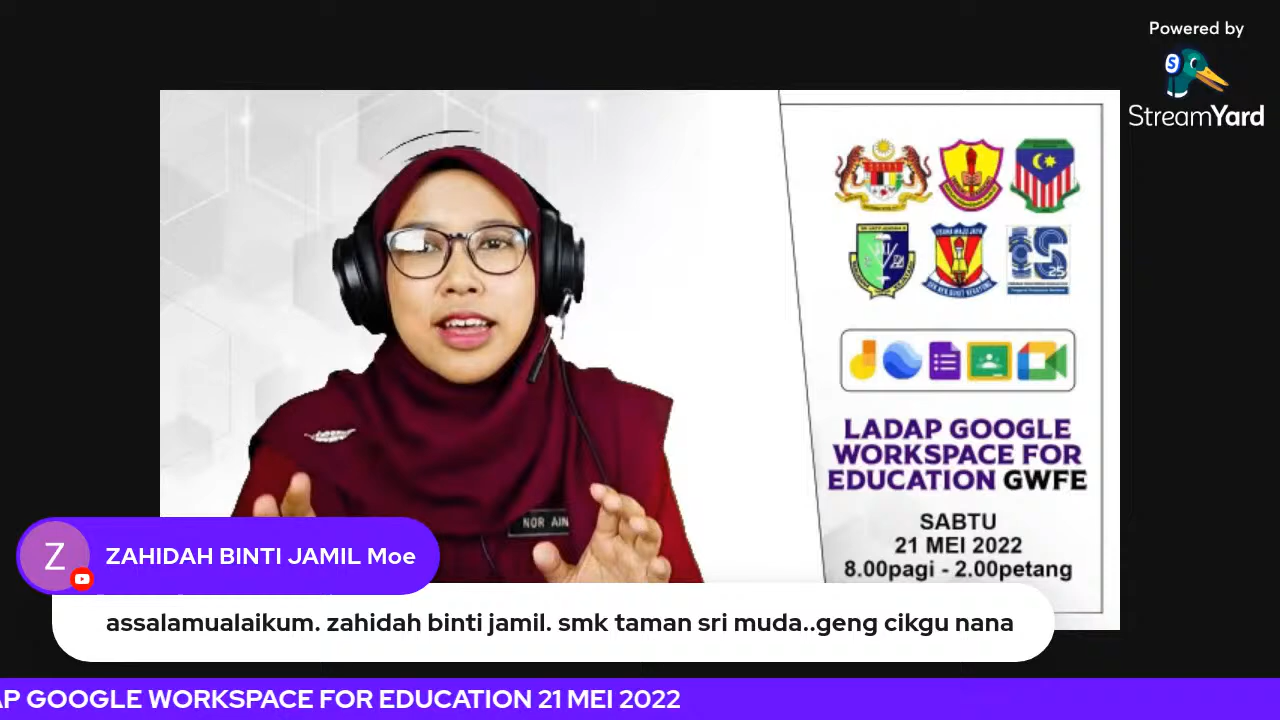 Powered by
StreamYard
IS
25
LADAP GOOGLE
WORKSPACE FOR
EDUCATION GWFE
SABTU
21 MEI 2022
8.00pagi - 2.00petang
NOR AIN
Z
ZAHIDAH BINTI JAMIL Moe
assalamualaikum. zahidah binti jamil. smk taman sri muda..geng cikgu nana
AP GOOGLE WORKSPACE FOR EDUCATION 21 MEI 2022